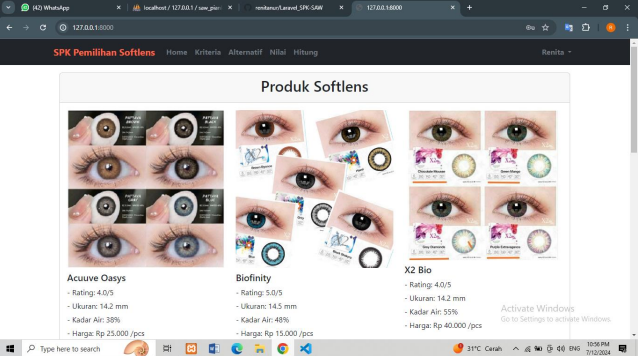 (42) WhatsApp
localhost / 127.0.0.1 / saw_pier
renitanur/Laravel_SPK-SAW
127.0.0.1:8000
127.0.0.1:8000
SPK Pemilihan Softlens Home Kriteria Alternatif Nilai Hitung Renita
Produk Softlens
Acuuve Oasys
- Rating: 4.0/5
- Ukuran: 14.2 mm
- Kadar Air: 38%
- Harga: Rp 25.000 /pcs
Biofinity
- Rating: 5.0/5
- Ukuran: 14.5 mm
- Kadar Air: 48%
- Harga: Rp 15.000 /pcs
Chocolate Mousse
Green Mango
Grey Diamante
Purple Extravagance
X2 Bio
- Rating: 4.0/5
- Ukuran: 14.2 mm
- Kadar Air: 55%
- Harga: Rp 40.000 /pcs
Activate Windows
Go to Settings to activate Windows.
Type here to search
31°C Cerah
ENG
10:56 PM
7/12/2024